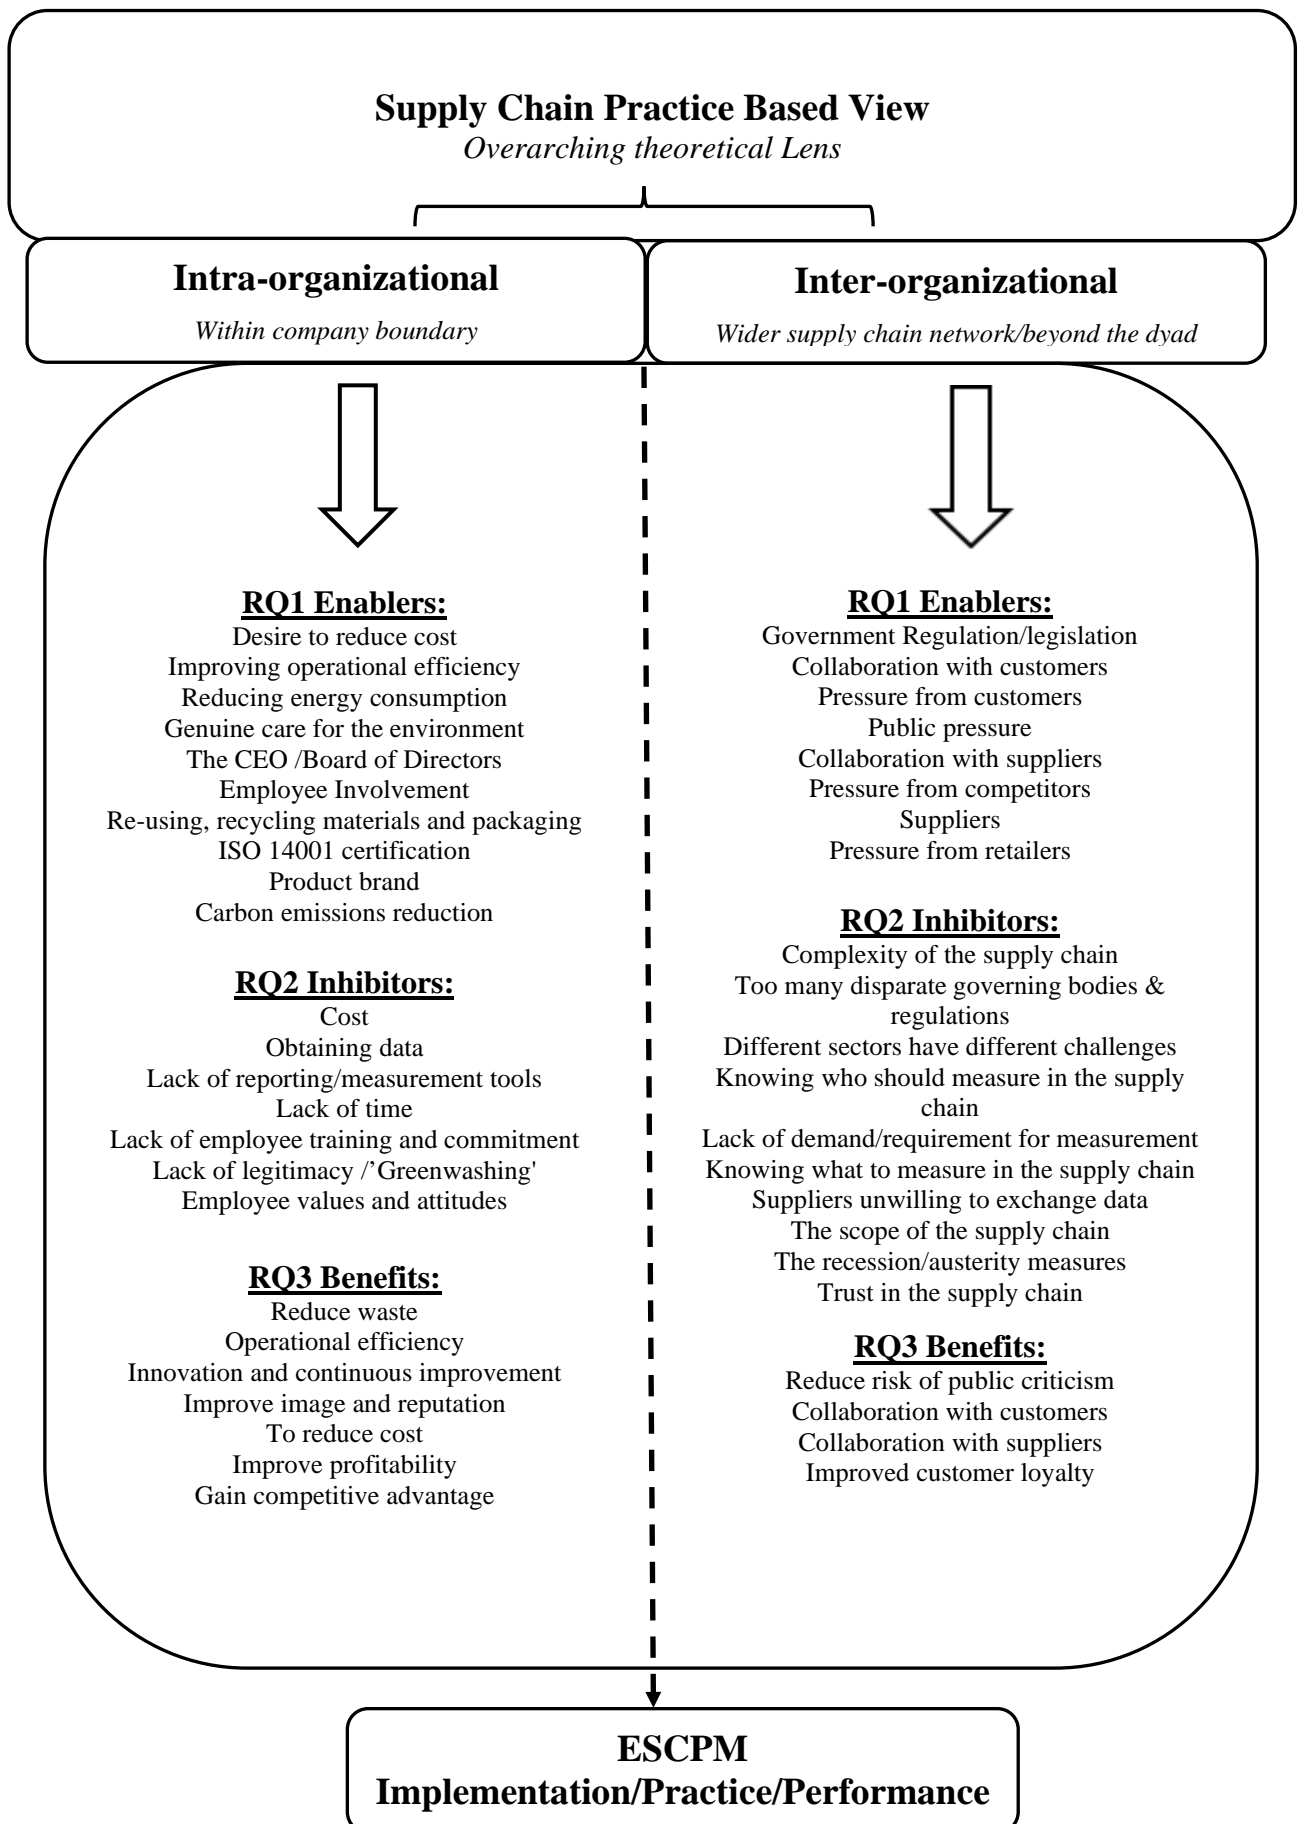 Supply Chain Practice Based View
Overarching theoretical Lens
Intra-organizational
Within company boundary
Inter-organizational
Wider supply chain network/beyond the dyad
RQ1 Enablers:
Desire to reduce cost
Improving operational efficiency
Reducing energy consumption
Genuine care for the environment
The CEO /Board of Directors
Employee Involvement
Re-using, recycling materials and packaging
ISO 14001 certification
Product brand
Carbon emissions reduction
RQ2 Inhibitors:
Cost
Obtaining data
Lack of reporting/measurement tools
Lack of time
Lack of employee training and commitment
Lack of legitimacy /’Greenwashing'
Employee values and attitudes
RQ3 Benefits:
Reduce waste
Operational efficiency
Innovation and continuous improvement
Improve image and reputation
To reduce cost
Improve profitability
Gain competitive advantage
RQ1 Enablers:
Government Regulation/legislation
Collaboration with customers
Pressure from customers
Public pressure
Collaboration with suppliers
Pressure from competitors
Suppliers
Pressure from retailers
RQ2 Inhibitors:
Complexity of the supply chain
Too many disparate governing bodies &
regulations
Different sectors have different challenges
Knowing who should measure in the supply
chain
Lack of demand/requirement for measurement
Knowing what to measure in the supply chain
Suppliers unwilling to exchange data
The scope of the supply chain
The recession/austerity measures
Trust in the supply chain
RQ3 Benefits:
Reduce risk of public criticism
Collaboration with customers
Collaboration with suppliers
Improved customer loyalty
ESCPM
Implementation/Practice/Performance